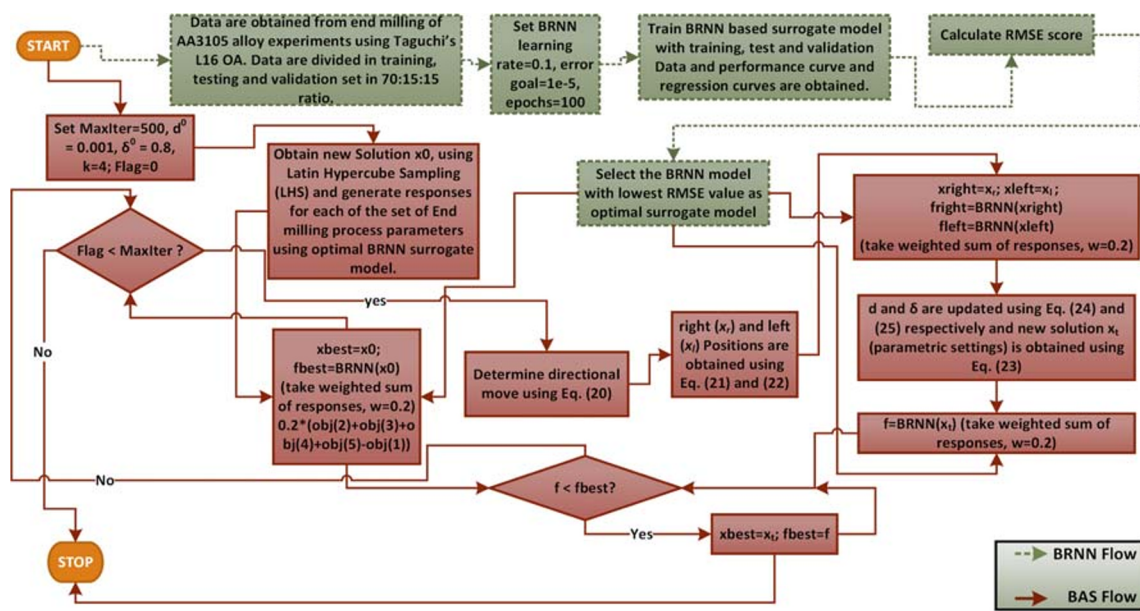 START
Data are obtained from end milling of
AA3105 alloy experiments using Taguchi's
L16 OA. Data are divided in training,
testing and validation set in 70:15:15
ratio.
Set BRNN
learning
rate=0.1, error
goal=1e-5,
epochs=100
Train BRNN based surrogate model
with training, test and validation
Data and performance curve and
regression curves are obtained.
Calculate RMSE score
Set MaxIter=500, d⁰
= 0.001, δ⁰ = 0.8,
k=4; Flag=0
Obtain new Solution x0, using
Latin Hypercube Sampling
(LHS) and generate responses
for each of the set of End
milling process parameters
using optimal BRNN surrogate
model.
Select the BRNN model
with lowest RMSE value as
optimal surrogate model
xright=xᵣ; xleft=xₗ ;
fright=BRNN(xright)
fleft=BRNN(xleft)
(take weighted sum of responses, w=0.2)
Flag < MaxIter ?
yes
No
xbest=x0;
fbest=BRNN(x0)
(take weighted sum
of responses, w=0.2)
0.2*(obj(2)+obj(3)+o
bj(4)+obj(5)-obj(1))
Determine directional
move using Eq. (20)
right (xᵣ) and left
(xₗ) Positions are
obtained using
Eq. (21) and (22)
d and δ are updated using Eq. (24) and
(25) respectively and new solution xₜ
(parametric settings) is obtained using
Eq. (23)
f=BRNN(xₜ) (take weighted sum of
responses, w=0.2)
No
f < fbest?
Yes
xbest=xₜ; fbest=f
STOP
BRNN Flow
BAS Flow